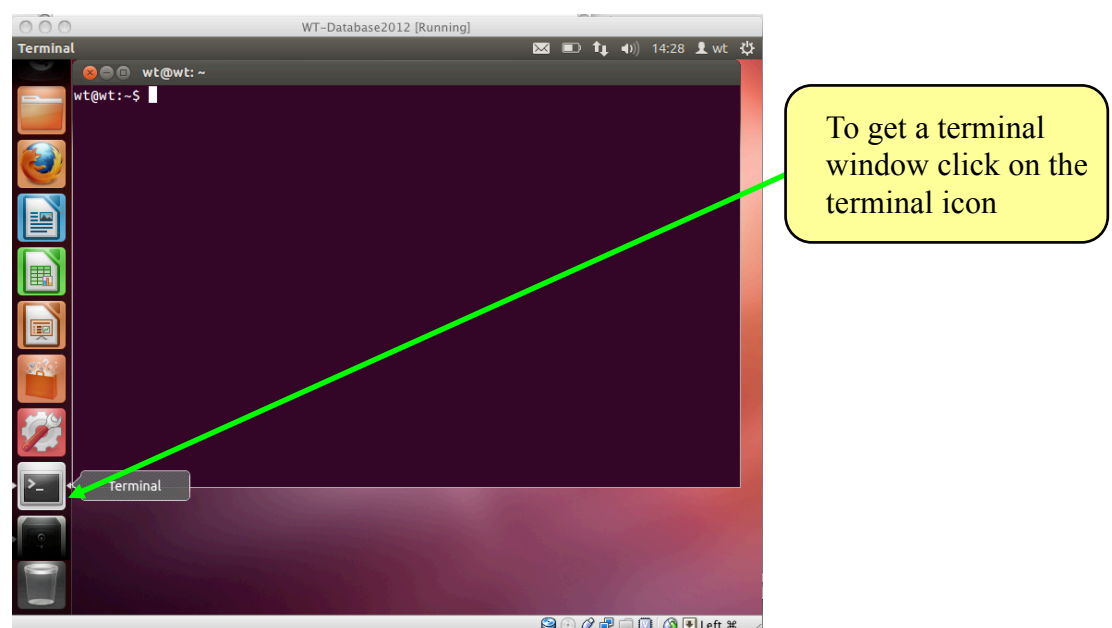 WT-Database2012 [Running]
Terminal
14:28 wt
wt@wt: ~
wt@wt:~$
>_
Terminal
Left ⌘
To get a terminal
window click on the
terminal icon